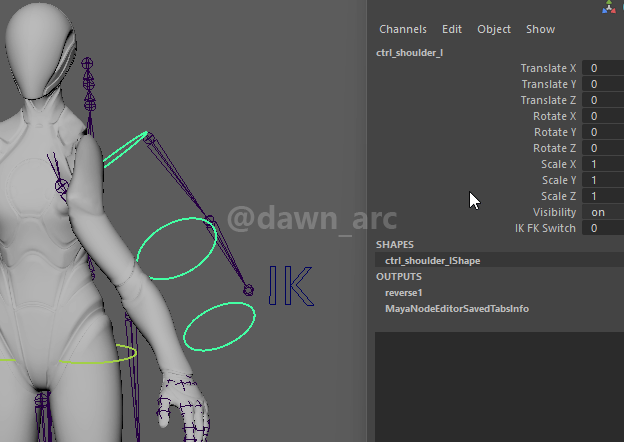 Channels Edit Object Show
ctrl_shoulder_l
Translate X 0
Translate Y 0
Translate Z 0
Rotate X 0
Rotate Y 0
Rotate Z 0
Scale X 1
Scale Y 1
Scale Z 1
Visibility on
IK FK Switch 0
SHAPES
ctrl_shoulder_lShape
OUTPUTS
reverse1
MayaNodeEditorSavedTabsInfo
@dawn_arc
IK